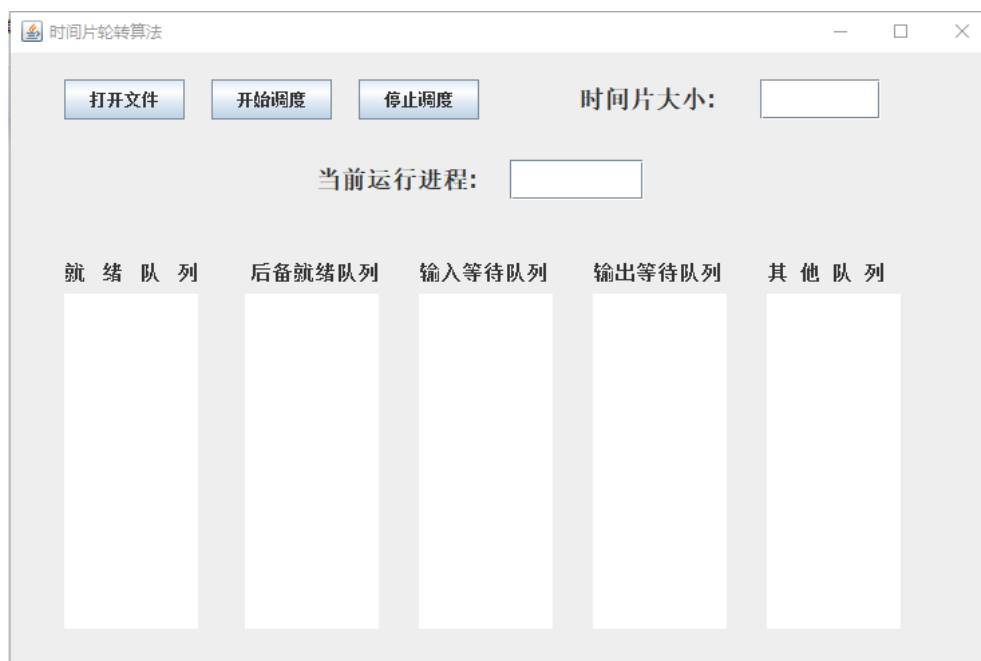 时间片轮转算法
打开文件 开始调度 停止调度 时间片大小:
当前运行进程:
就 绪 队 列 后备就绪队列 输入等待队列 输出等待队列 其 他 队 列